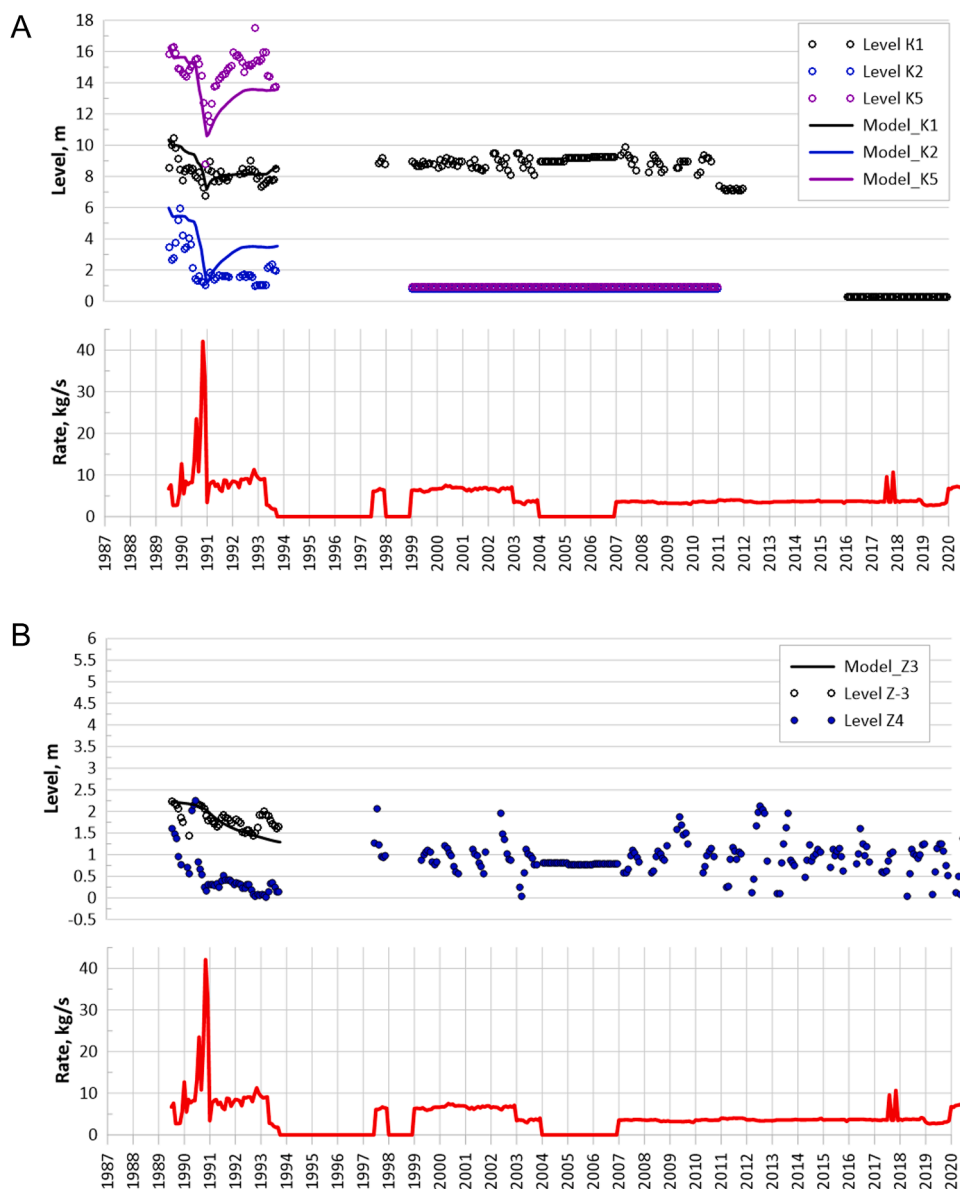 A
Level, m
18
16
14
12
10
8
6
4
2
0
Level K1
Level K2
Level K5
Model_K1
Model_K2
Model_K5
Rate, kg/s
40
30
20
10
0
1987 1988 1989 1990 1991 1992 1993 1994 1995 1996 1997 1998 1999 2000 2001 2002 2003 2004 2005 2006 2007 2008 2009 2010 2011 2012 2013 2014 2015 2016 2017 2018 2019 2020
B
Level, m
6
5.5
5
4.5
4
3.5
3
2.5
2
1.5
1
0.5
0
-0.5
Model_Z3
Level Z-3
Level Z4
Rate, kg/s
40
30
20
10
0
1987 1988 1989 1990 1991 1992 1993 1994 1995 1996 1997 1998 1999 2000 2001 2002 2003 2004 2005 2006 2007 2008 2009 2010 2011 2012 2013 2014 2015 2016 2017 2018 2019 2020